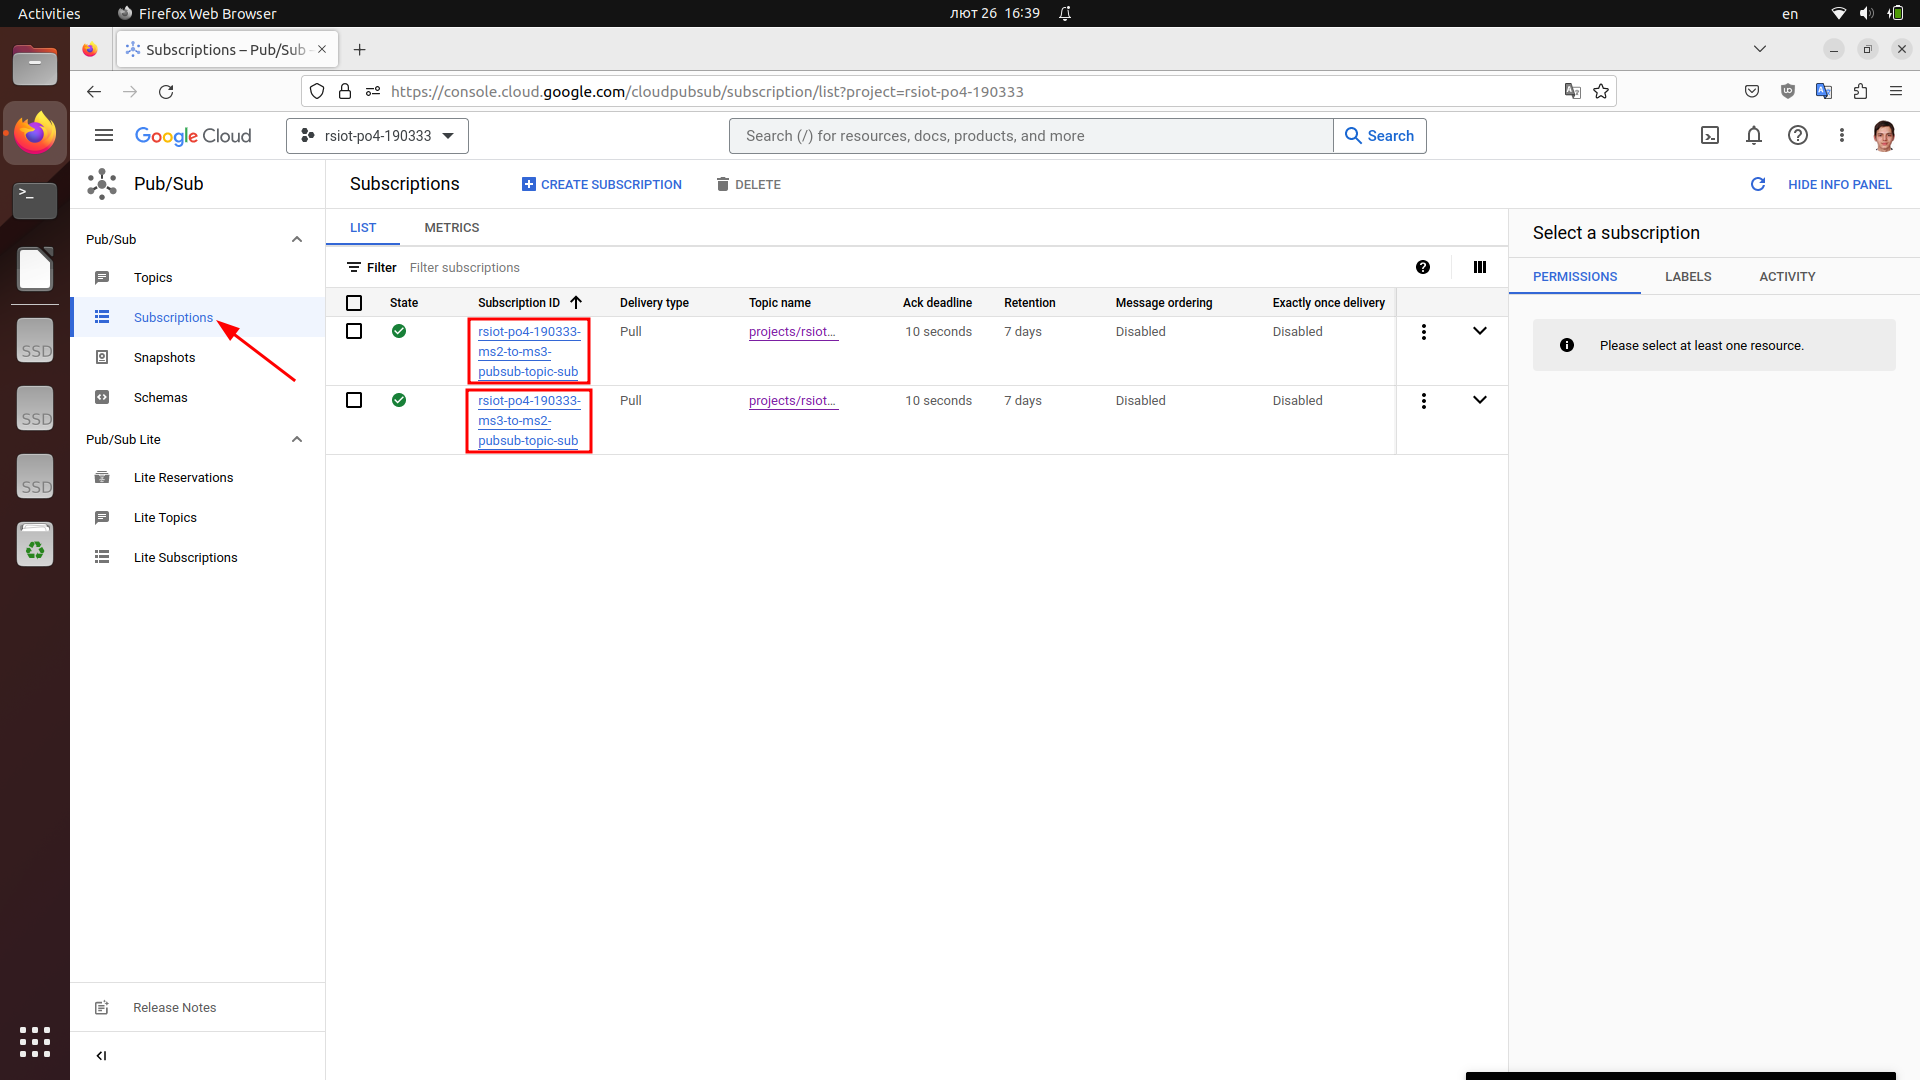 Activities
Firefox Web Browser
лют 26 16:39
en
Subscriptions – Pub/Sub
https://console.cloud.google.com/cloudpubsub/subscription/list?project=rsiot-po4-190333
Google Cloud
rsiot-po4-190333
Search (/) for resources, docs, products, and more
Search
Pub/Sub
Subscriptions
CREATE SUBSCRIPTION
DELETE
HIDE INFO PANEL
Pub/Sub
Topics
Subscriptions
Snapshots
Schemas
Pub/Sub Lite
Lite Reservations
Lite Topics
Lite Subscriptions
Release Notes
LIST
METRICS
Filter
Filter subscriptions
State
Subscription ID
Delivery type
Topic name
Ack deadline
Retention
Message ordering
Exactly once delivery
rsiot-po4-190333-
ms2-to-ms3-
pubsub-topic-sub
Pull
projects/rsiot...
10 seconds
7 days
Disabled
Disabled
rsiot-po4-190333-
ms3-to-ms2-
pubsub-topic-sub
Pull
projects/rsiot...
10 seconds
7 days
Disabled
Disabled
Select a subscription
PERMISSIONS
LABELS
ACTIVITY
Please select at least one resource.
SSD
SSD
SSD